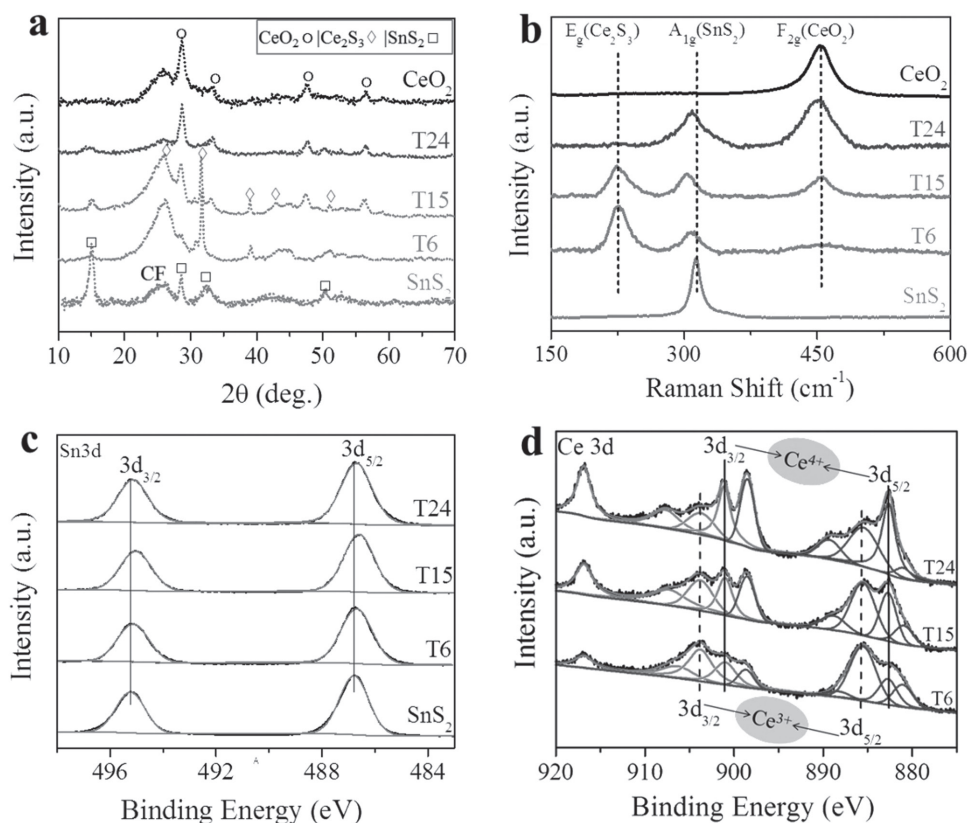 a
CeO₂ ○ |Ce₂S₃ ◇ |SnS₂ □
CeO₂
T24
T15
T6
CF
SnS₂
Intensity (a.u.)
10 20 30 40 50 60 70
2θ (deg.)
b
E_g(Ce₂S₃) A_1g(SnS₂) F_2g(CeO₂)
CeO₂
T24
T15
T6
SnS₂
Intensity (a.u.)
150 300 450 600
Raman Shift (cm⁻¹)
c
Sn3d
3d₃/₂ 3d₅/₂
T24
T15
T6
SnS₂
Intensity (a.u.)
496 492 488 484
A
Binding Energy (eV)
d
Ce 3d
3d₃/₂ Ce⁴⁺ 3d₅/₂
T24
T15
T6
3d₃/₂ Ce³⁺ 3d₅/₂
Intensity (a.u.)
920 910 900 890 880
Binding Energy (eV)